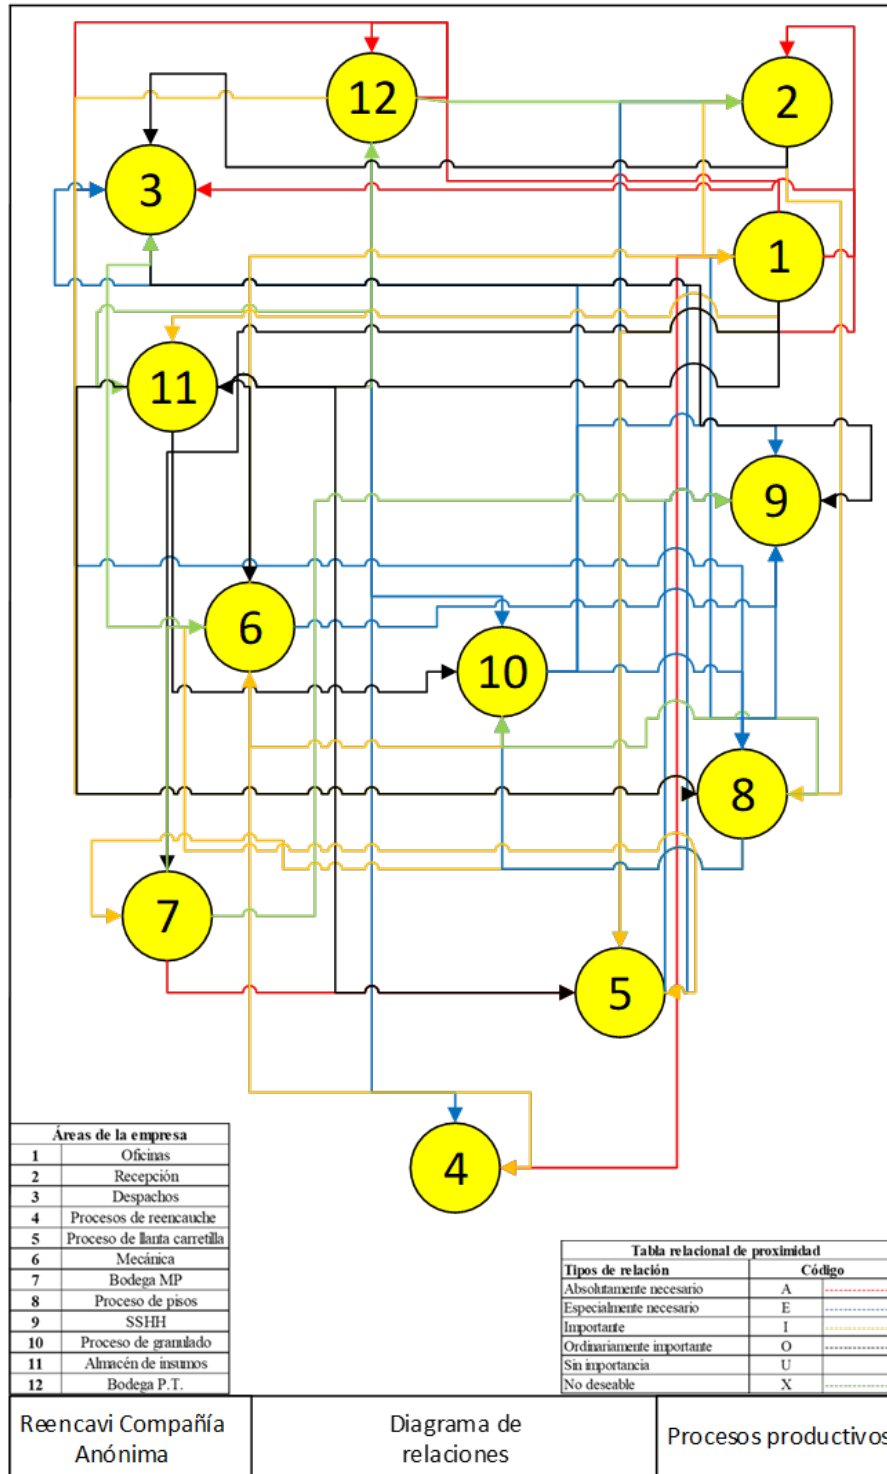 12
2
3
1
11
9
6
10
8
7
5
4
Áreas de la empresa
1 Oficinas
2 Recepción
3 Despachos
4 Procesos de reencauche
5 Proceso de llanta carretilla
6 Mecánica
7 Bodega MP
8 Proceso de pisos
9 SSHH
10 Proceso de granulado
11 Almacén de insumos
12 Bodega P.T.
Tabla relacional de proximidad
Tipos de relación Código
Absolutamente necesario A
Especialmente necesario E
Importante I
Ordinariamente importante O
Sin importancia U
No deseable X
Reencavi Compañía
Anónima
Diagrama de
relaciones
Procesos productivos